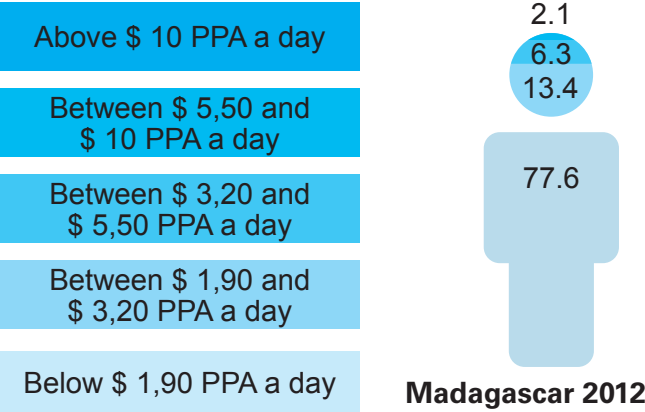 Above $ 10 PPA a day
Between $ 5,50 and
$ 10 PPA a day
Between $ 3,20 and
$ 5,50 PPA a day
Between $ 1,90 and
$ 3,20 PPA a day
Below $ 1,90 PPA a day
2.1
6.3
13.4
77.6
Madagascar 2012